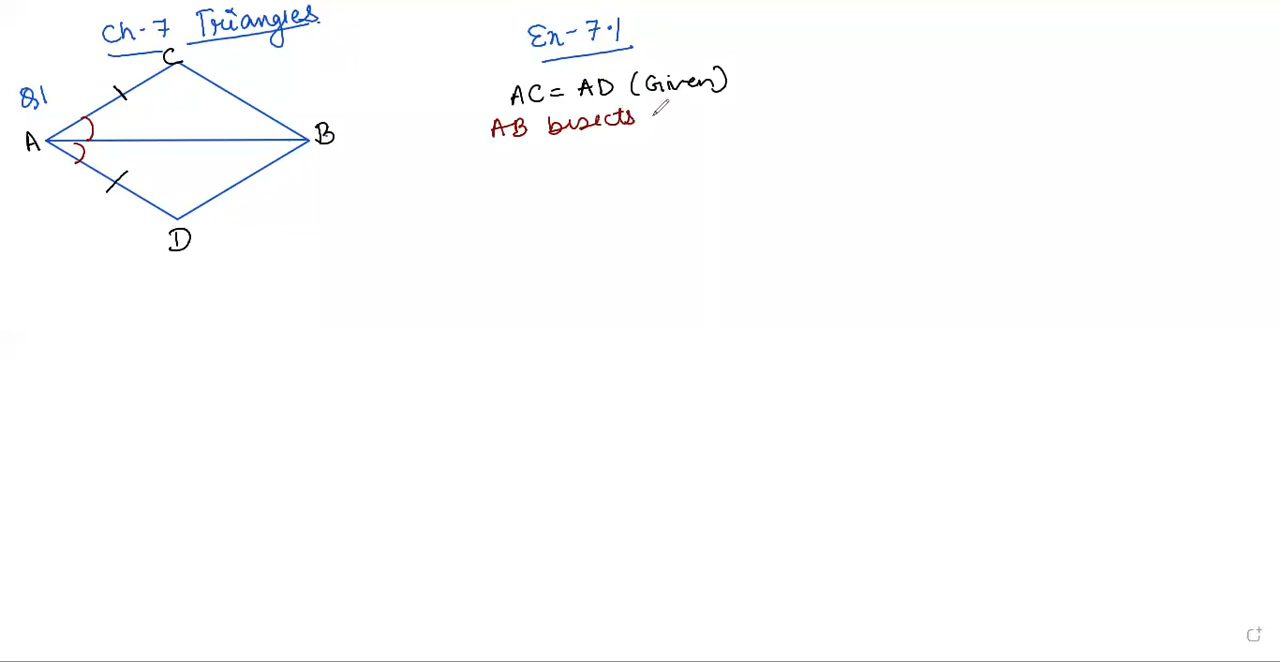 Ch-7 Triangles
Ex-7.1
C
AC = AD (Given)
Q1
AB bisects
A
B
D